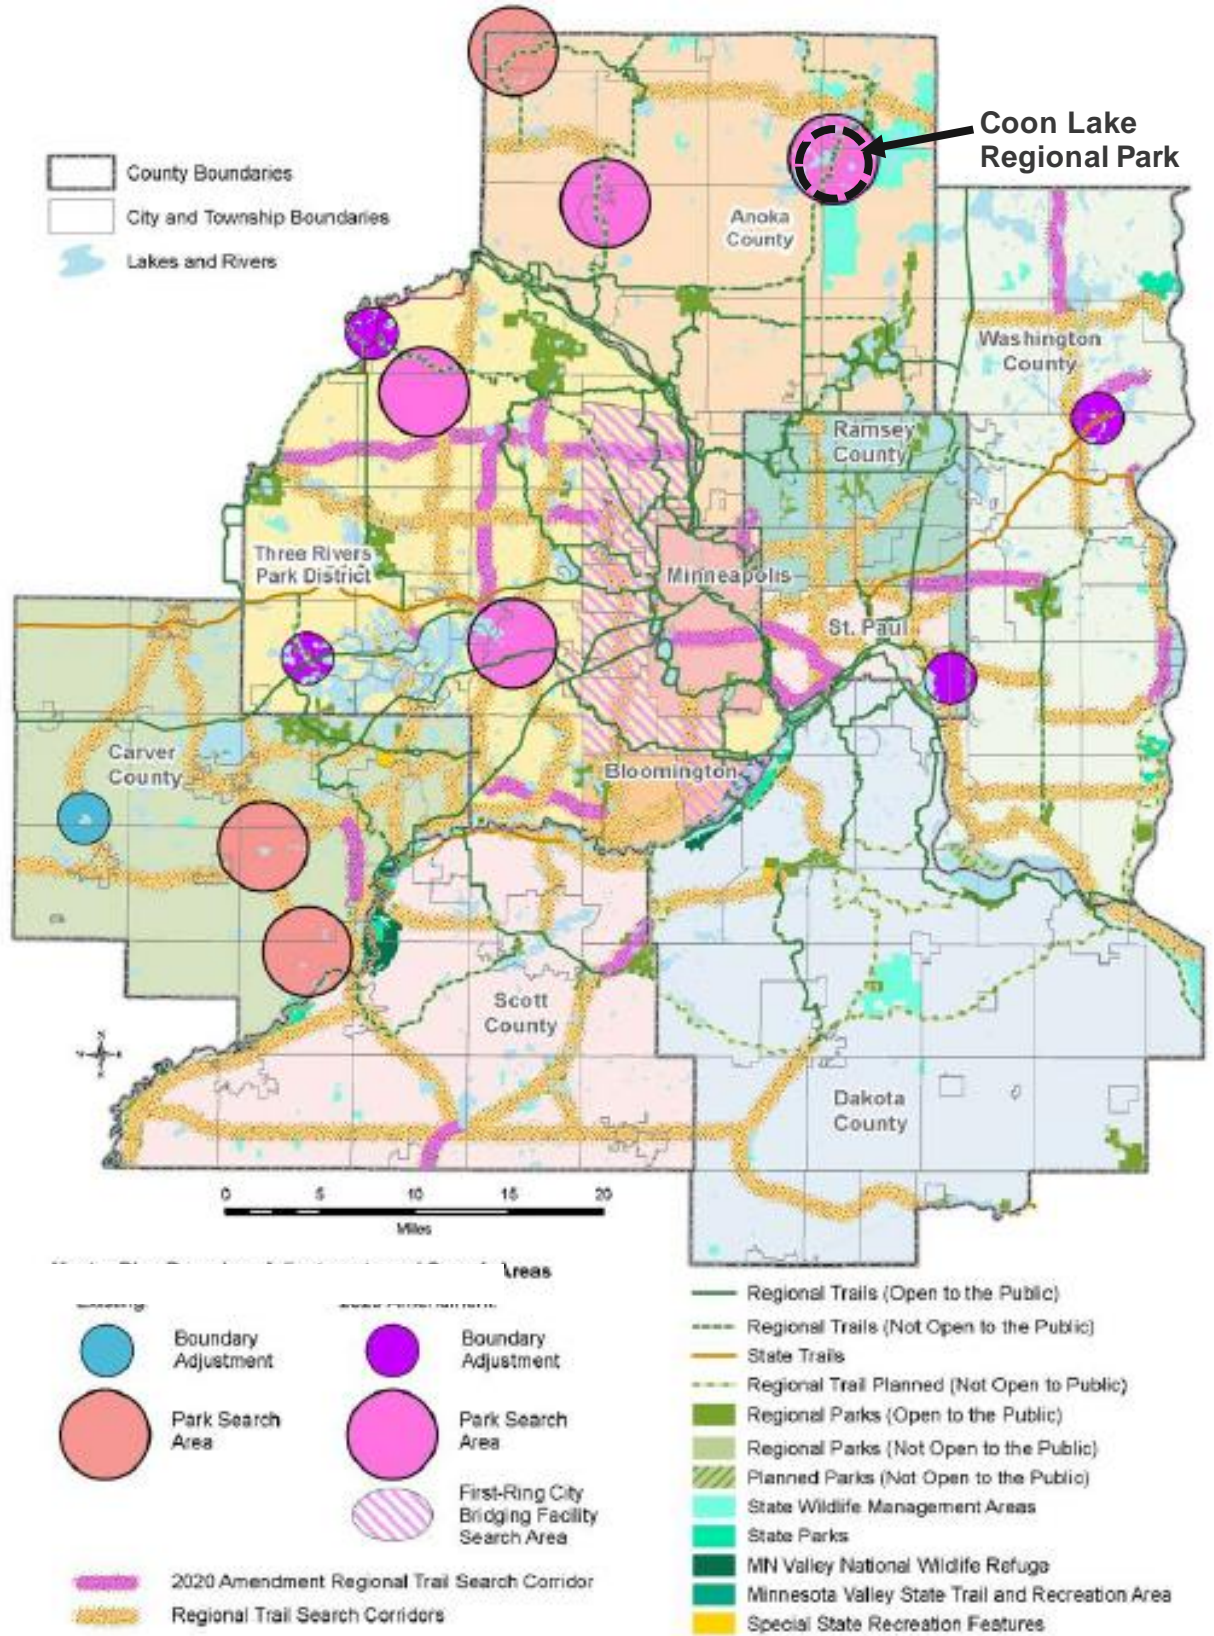 Coon Lake
Regional Park
County Boundaries
City and Township Boundaries
Lakes and Rivers
Anoka
County
Washington
County
Ramsey
County
Three Rivers
Park District
Minneapolis
St. Paul
Carver
County
Bloomington
Scott
County
Dakota
County
0 5 10 15 20
Miles
Areas
Boundary
Adjustment
Boundary
Adjustment
Park Search
Area
Park Search
Area
First-Ring City
Bridging Facility
Search Area
2020 Amendment Regional Trail Search Corridor
Regional Trail Search Corridors
Regional Trails (Open to the Public)
Regional Trails (Not Open to the Public)
State Trails
Regional Trail Planned (Not Open to Public)
Regional Parks (Open to the Public)
Regional Parks (Not Open to the Public)
Planned Parks (Not Open to the Public)
State Wildlife Management Areas
State Parks
MN Valley National Wildlife Refuge
Minnesota Valley State Trail and Recreation Area
Special State Recreation Features